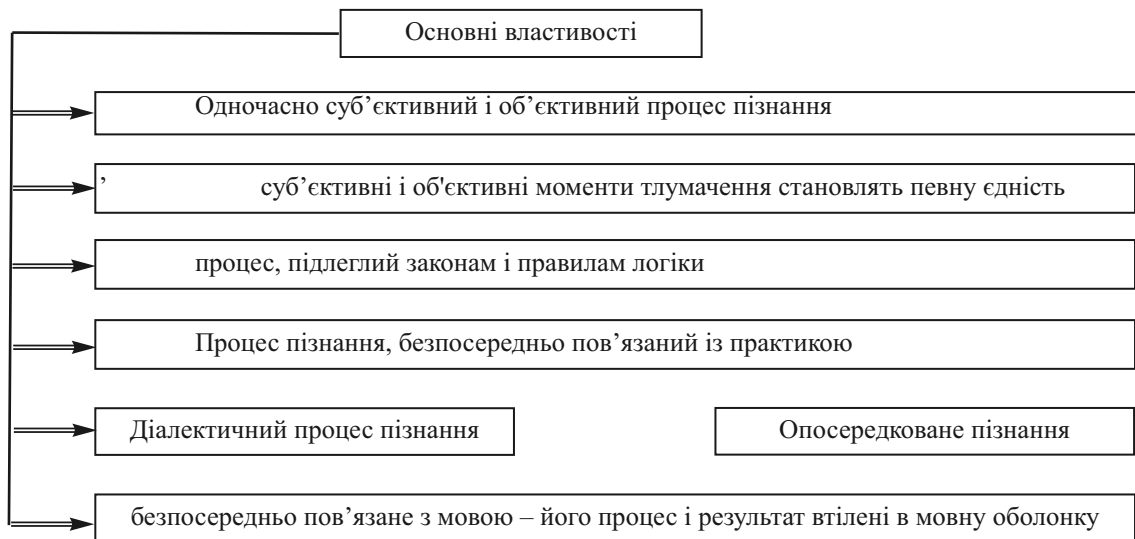 Основні властивості
Одночасно суб’єктивний і об’єктивний процес пізнання
’ суб’єктивні і об'єктивні моменти тлумачення становлять певну єдність
процес, підлеглий законам і правилам логіки
Процес пізнання, безпосередньо пов’язаний із практикою
Діалектичний процес пізнання
Опосередковане пізнання
безпосередньо пов’язане з мовою – його процес і результат втілені в мовну оболонку